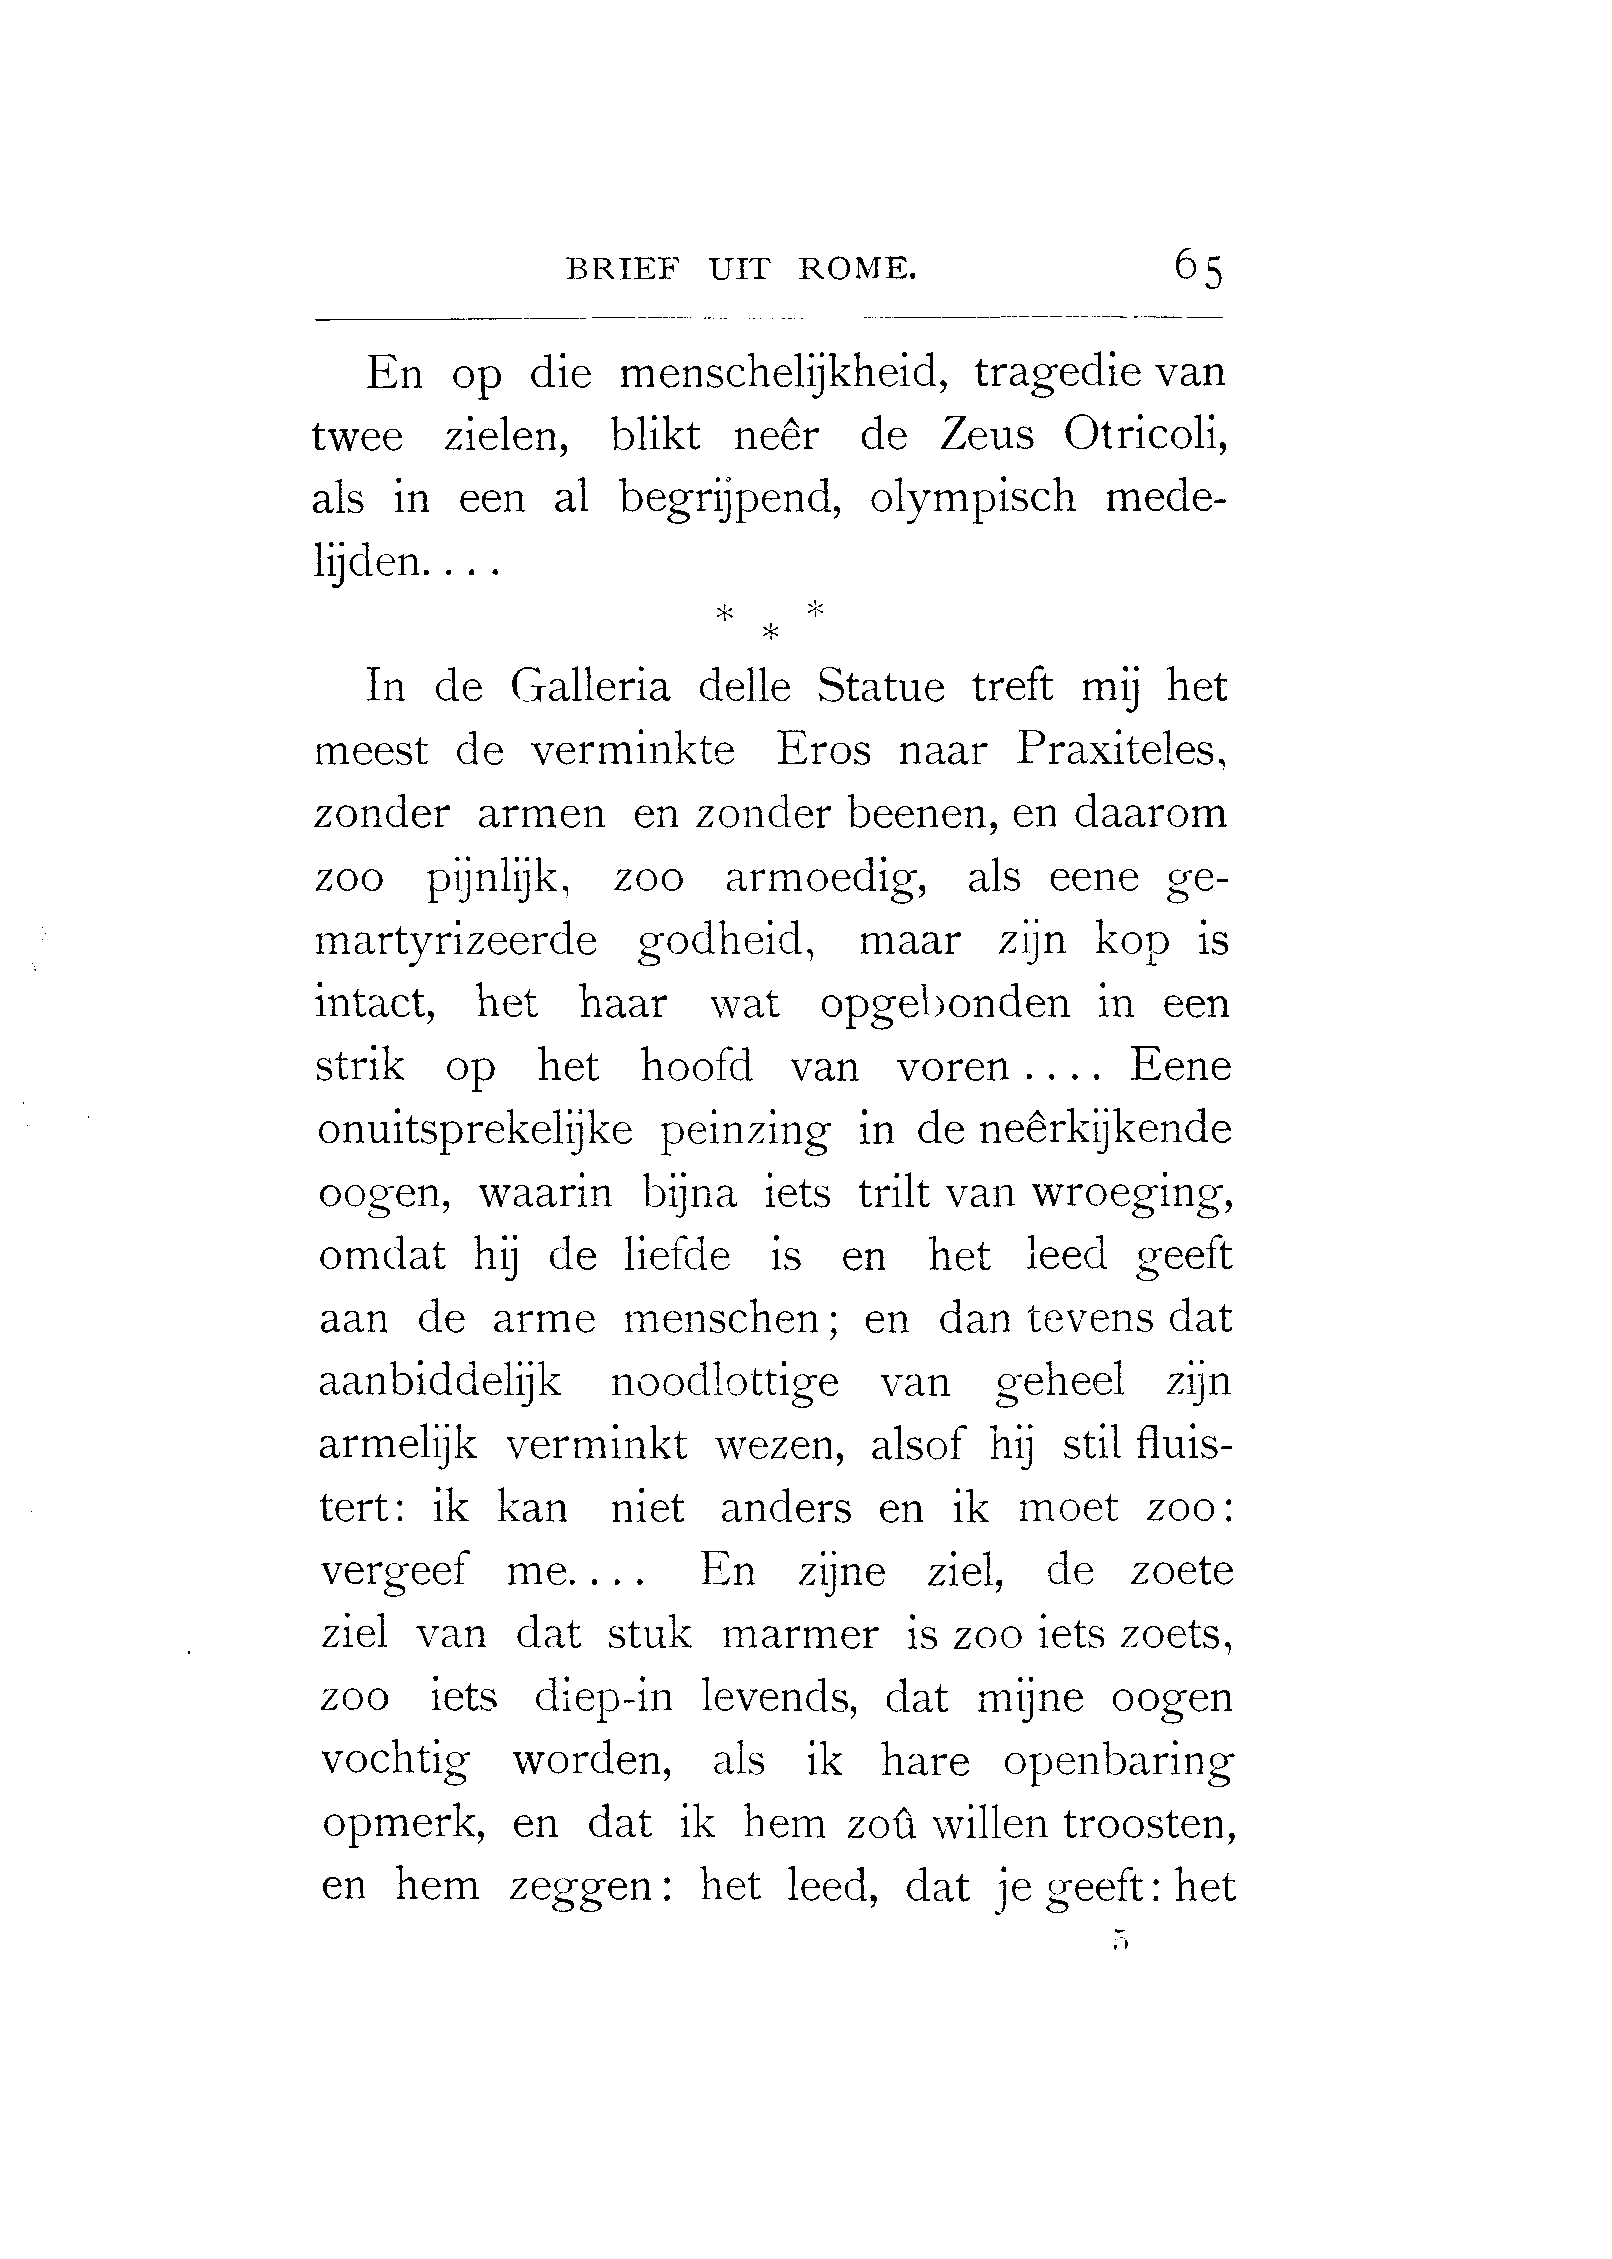 BRIEF UIT ROME. 65
En op die menschelijkheid, tragedie van
twee zielen, blikt neêr de Zeus Otricoli,
als in een al begrijpend, olympisch mede-
lijden....
* * *
In de Galleria delle Statue treft mij het
meest de verminkte Eros naar Praxiteles,
zonder armen en zonder beenen, en daarom
zoo pijnlijk, zoo armoedig, als eene ge-
martyrizeerde godheid, maar zijn kop is
intact, het haar wat opgebonden in een
strik op het hoofd van voren .... Eene
onuitsprekelijke peinzing in de neêrkijkende
oogen, waarin bijna iets trilt van wroeging,
omdat hij de liefde is en het leed geeft
aan de arme menschen; en dan tevens dat
aanbiddelijk noodlottige van geheel zijn
armelijk verminkt wezen, alsof hij stil fluis-
tert: ik kan niet anders en ik moet zoo:
vergeef me.... En zijne ziel, de zoete
ziel van dat stuk marmer is zoo iets zoets,
zoo iets diep-in levends, dat mijne oogen
vochtig worden, als ik hare openbaring
opmerk, en dat ik hem zoû willen troosten,
en hem zeggen: het leed, dat je geeft: het
5